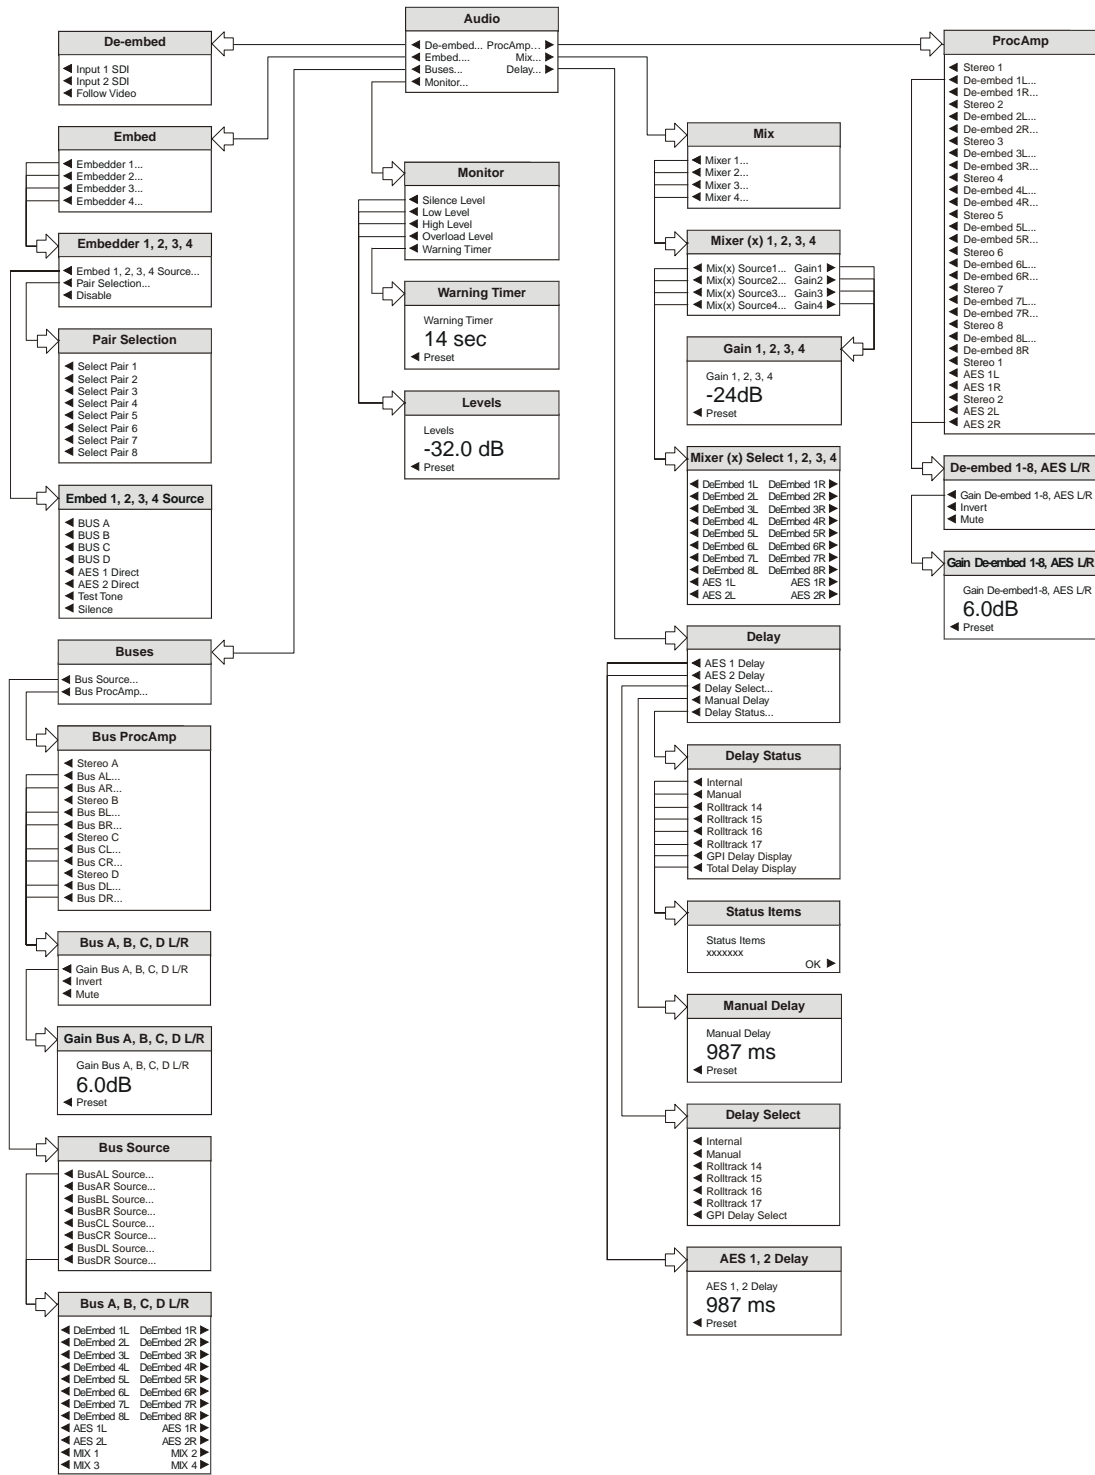 Audio
◀ De-embed... ProcAmp... ▶
◀ Embed.... Mix... ▶
◀ Buses... Delay... ▶
◀ Monitor...
De-embed
◀ Input 1 SDI
◀ Input 2 SDI
◀ Follow Video
Embed
◀ Embedder 1...
◀ Embedder 2...
◀ Embedder 3...
◀ Embedder 4...
Embedder 1, 2, 3, 4
◀ Embed 1, 2, 3, 4 Source...
◀ Pair Selection...
◀ Disable
Pair Selection
◀ Select Pair 1
◀ Select Pair 2
◀ Select Pair 3
◀ Select Pair 4
◀ Select Pair 5
◀ Select Pair 6
◀ Select Pair 7
◀ Select Pair 8
Embed 1, 2, 3, 4 Source
◀ BUS A
◀ BUS B
◀ BUS C
◀ BUS D
◀ AES 1 Direct
◀ AES 2 Direct
◀ Test Tone
◀ Silence
Buses
◀ Bus Source...
◀ Bus ProcAmp...
Bus ProcAmp
◀ Stereo A
◀ Bus AL...
◀ Bus AR...
◀ Stereo B
◀ Bus BL...
◀ Bus BR...
◀ Stereo C
◀ Bus CL...
◀ Bus CR...
◀ Stereo D
◀ Bus DL...
◀ Bus DR...
Bus A, B, C, D L/R
◀ Gain Bus A, B, C, D L/R
◀ Invert
◀ Mute
Gain Bus A, B, C, D L/R
Gain Bus A, B, C, D L/R
6.0dB
◀ Preset
Bus Source
◀ BusAL Source...
◀ BusAR Source...
◀ BusBL Source...
◀ BusBR Source...
◀ BusCL Source...
◀ BusCR Source...
◀ BusDL Source...
◀ BusDR Source...
Bus A, B, C, D L/R
◀ DeEmbed 1L DeEmbed 1R ▶
◀ DeEmbed 2L DeEmbed 2R ▶
◀ DeEmbed 3L DeEmbed 3R ▶
◀ DeEmbed 4L DeEmbed 4R ▶
◀ DeEmbed 5L DeEmbed 5R ▶
◀ DeEmbed 6L DeEmbed 6R ▶
◀ DeEmbed 7L DeEmbed 7R ▶
◀ DeEmbed 8L DeEmbed 8R ▶
◀ AES 1L AES 1R ▶
◀ AES 2L AES 2R ▶
◀ MIX 1 MIX 2 ▶
◀ MIX 3 MIX 4 ▶
Monitor
◀ Silence Level
◀ Low Level
◀ High Level
◀ Overload Level
◀ Warning Timer
Warning Timer
Warning Timer
14 sec
◀ Preset
Levels
Levels
-32.0 dB
◀ Preset
Mix
◀ Mixer 1...
◀ Mixer 2...
◀ Mixer 3...
◀ Mixer 4...
Mixer (x) 1, 2, 3, 4
◀ Mix(x) Source1... Gain1 ▶
◀ Mix(x) Source2... Gain2 ▶
◀ Mix(x) Source3... Gain3 ▶
◀ Mix(x) Source4... Gain4 ▶
Gain 1, 2, 3, 4
Gain 1, 2, 3, 4
-24dB
◀ Preset
Mixer (x) Select 1, 2, 3, 4
◀ DeEmbed 1L DeEmbed 1R ▶
◀ DeEmbed 2L DeEmbed 2R ▶
◀ DeEmbed 3L DeEmbed 3R ▶
◀ DeEmbed 4L DeEmbed 4R ▶
◀ DeEmbed 5L DeEmbed 5R ▶
◀ DeEmbed 6L DeEmbed 6R ▶
◀ DeEmbed 7L DeEmbed 7R ▶
◀ DeEmbed 8L DeEmbed 8R ▶
◀ AES 1L AES 1R ▶
◀ AES 2L AES 2R ▶
Delay
◀ AES 1 Delay
◀ AES 2 Delay
◀ Delay Select...
◀ Manual Delay
◀ Delay Status...
Delay Status
◀ Internal
◀ Manual
◀ Rolltrack 14
◀ Rolltrack 15
◀ Rolltrack 16
◀ Rolltrack 17
◀ GPI Delay Display
◀ Total Delay Display
Status Items
Status Items
xxxxxxx
OK ▶
Manual Delay
Manual Delay
987 ms
◀ Preset
Delay Select
◀ Internal
◀ Manual
◀ Rolltrack 14
◀ Rolltrack 15
◀ Rolltrack 16
◀ Rolltrack 17
◀ GPI Delay Select
AES 1, 2 Delay
AES 1, 2 Delay
987 ms
◀ Preset
ProcAmp
◀ Stereo 1
◀ De-embed 1L...
◀ De-embed 1R...
◀ Stereo 2
◀ De-embed 2L...
◀ De-embed 2R...
◀ Stereo 3
◀ De-embed 3L...
◀ De-embed 3R...
◀ Stereo 4
◀ De-embed 4L...
◀ De-embed 4R...
◀ Stereo 5
◀ De-embed 5L...
◀ De-embed 5R...
◀ Stereo 6
◀ De-embed 6L...
◀ De-embed 6R...
◀ Stereo 7
◀ De-embed 7L...
◀ De-embed 7R...
◀ Stereo 8
◀ De-embed 8L...
◀ De-embed 8R
◀ Stereo 1
◀ AES 1L
◀ AES 1R
◀ Stereo 2
◀ AES 2L
◀ AES 2R
De-embed 1-8, AES L/R
◀ Gain De-embed 1-8, AES L/R
◀ Invert
◀ Mute
Gain De-embed 1-8, AES L/R
Gain De-embed1-8, AES L/R
6.0dB
◀ Preset